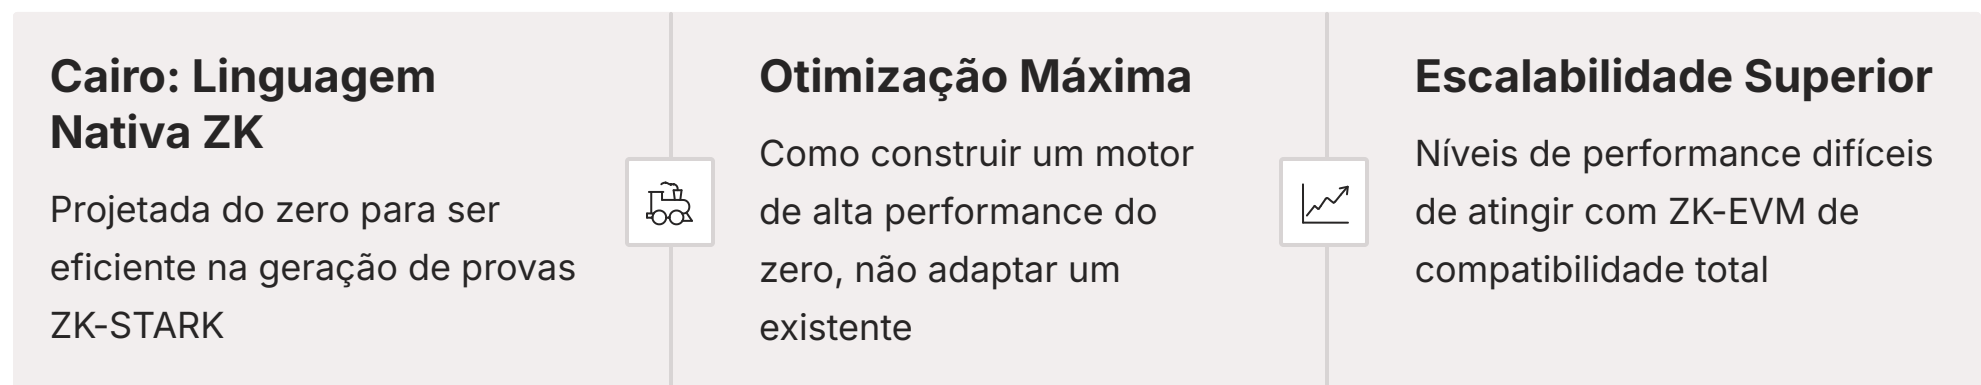 Cairo: Linguagem
Nativa ZK
Projetada do zero para ser
eficiente na geração de provas
ZK-STARK
Otimização Máxima
Como construir um motor
de alta performance do
zero, não adaptar um
existente
Escalabilidade Superior
Níveis de performance difíceis
de atingir com ZK-EVM de
compatibilidade total